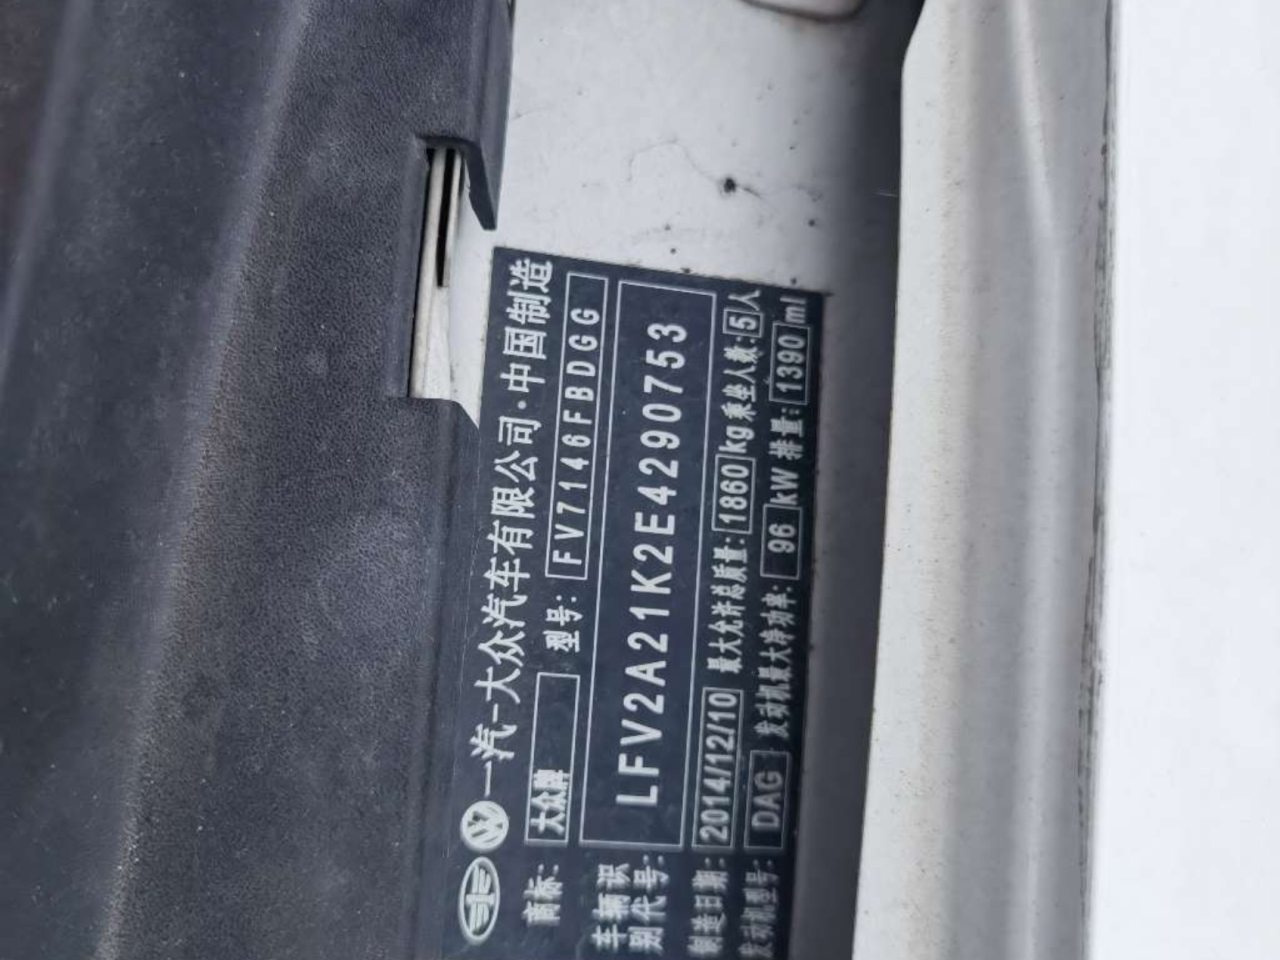 一汽-大众汽车有限公司·中国制造
商标: 大众牌 型号: FV7146FBDGG
车辆识别代号: LFV2A21K2E4290753
制造日期: 2014/12/10 最大允许总质量: 1860 kg 乘坐人数: 5 人
发动机型号: DAG 发动机最大净功率: 96 kW 排量: 1390 ml